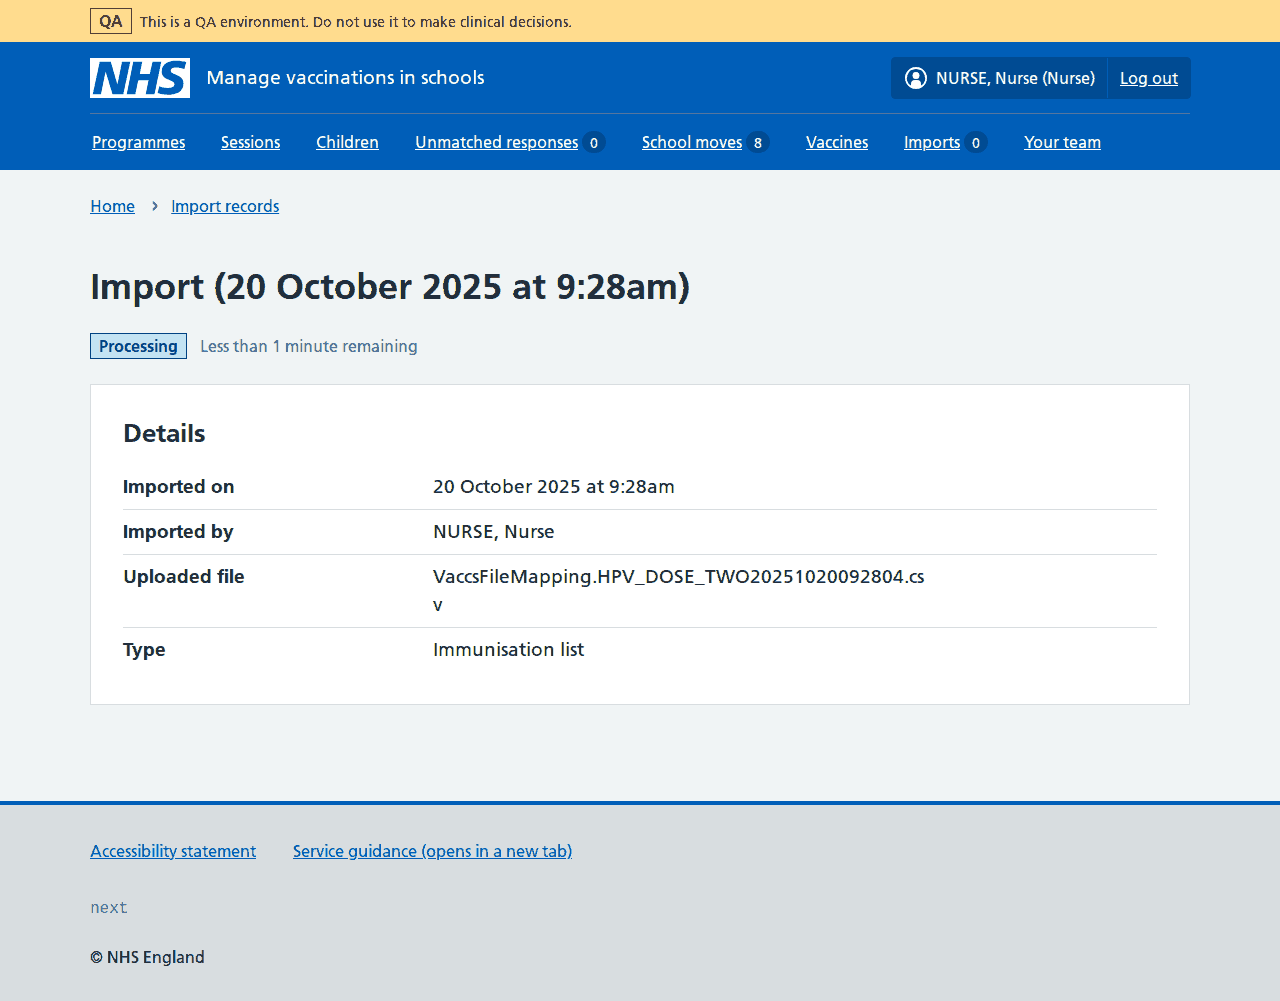 QA This is a QA environment. Do not use it to make clinical decisions.
NHS Manage vaccinations in schools NURSE, Nurse (Nurse) Log out
Programmes Sessions Children Unmatched responses 0 School moves 8 Vaccines Imports 0 Your team
Home Import records
Import (20 October 2025 at 9:28am)
Processing Less than 1 minute remaining
Details
Imported on 20 October 2025 at 9:28am
Imported by NURSE, Nurse
Uploaded file VaccsFileMapping.HPV_DOSE_TWO20251020092804.cs
v
Type Immunisation list
Accessibility statement Service guidance (opens in a new tab)
next
© NHS England